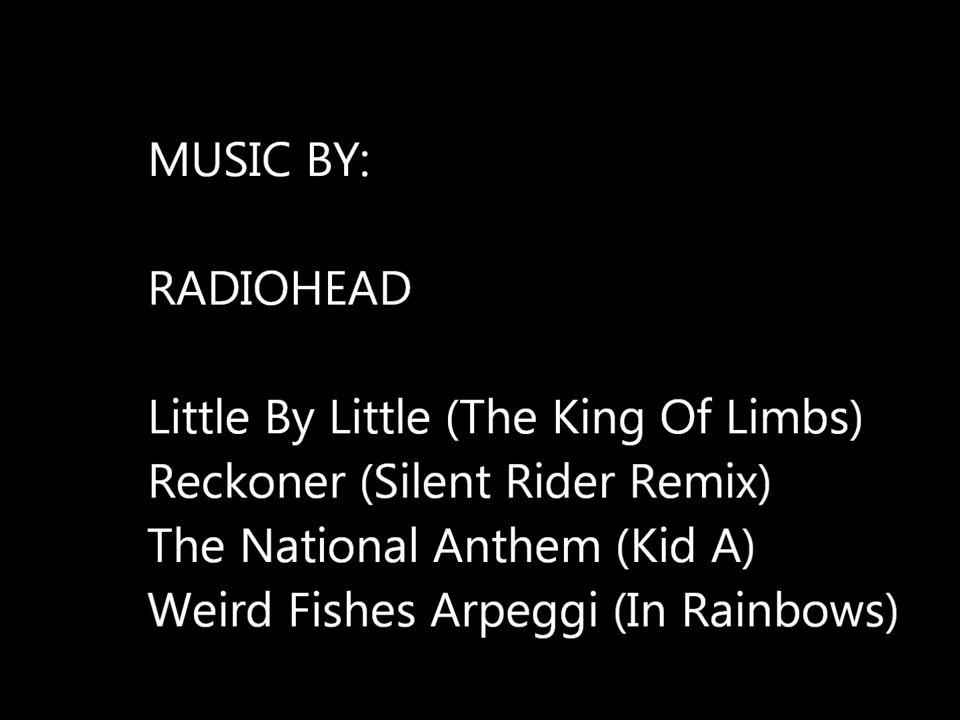 MUSIC BY:
RADIOHEAD
Little By Little (The King Of Limbs)
Reckoner (Silent Rider Remix)
The National Anthem (Kid A)
Weird Fishes Arpeggi (In Rainbows)